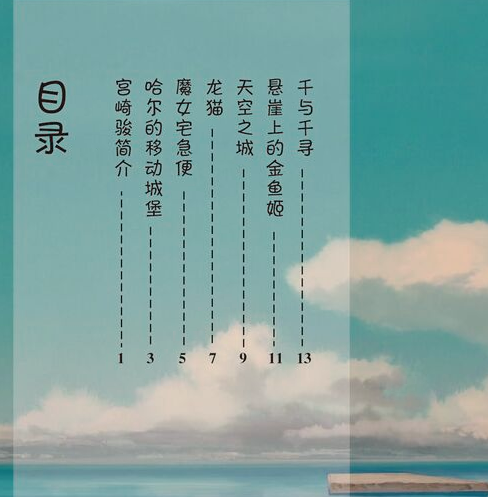 目录
宫崎骏简介 1
哈尔的移动城堡 3
魔女宅急便 5
龙猫 7
天空之城 9
悬崖上的金鱼姬 11
千与千寻 13